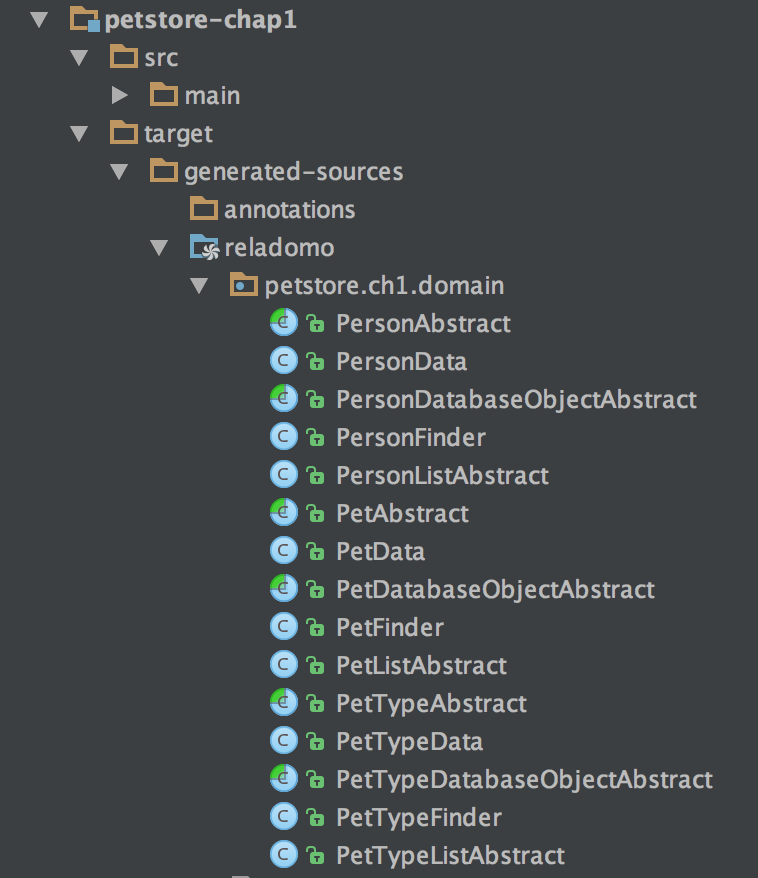 petstore-chap1
src
main
target
generated-sources
annotations
reladomo
petstore.ch1.domain
C PersonAbstract
C PersonData
C PersonDatabaseObjectAbstract
C PersonFinder
C PersonListAbstract
C PetAbstract
C PetData
C PetDatabaseObjectAbstract
C PetFinder
C PetListAbstract
C PetTypeAbstract
C PetTypeData
C PetTypeDatabaseObjectAbstract
C PetTypeFinder
C PetTypeListAbstract